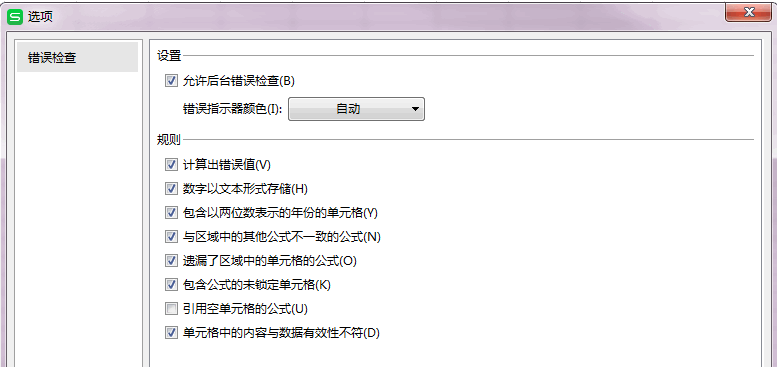 选项
错误检查
设置
允许后台错误检查(B)
错误指示器颜色(I): 自动
规则
计算出错误值(V)
数字以文本形式存储(H)
包含以两位数表示的年份的单元格(Y)
与区域中的其他公式不一致的公式(N)
遗漏了区域中的单元格的公式(O)
包含公式的未锁定单元格(K)
引用空单元格的公式(U)
单元格中的内容与数据有效性不符(D)